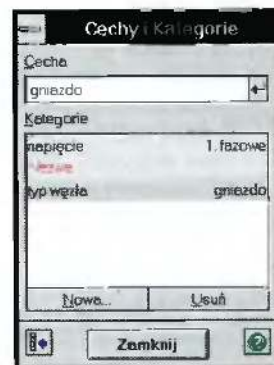 Cechy i Kategorie
Cecha
gniazdo
Kategorie
napięcie 1. fazowe
typ węzła gniazdo
Nowa... Usuń
Zamknij